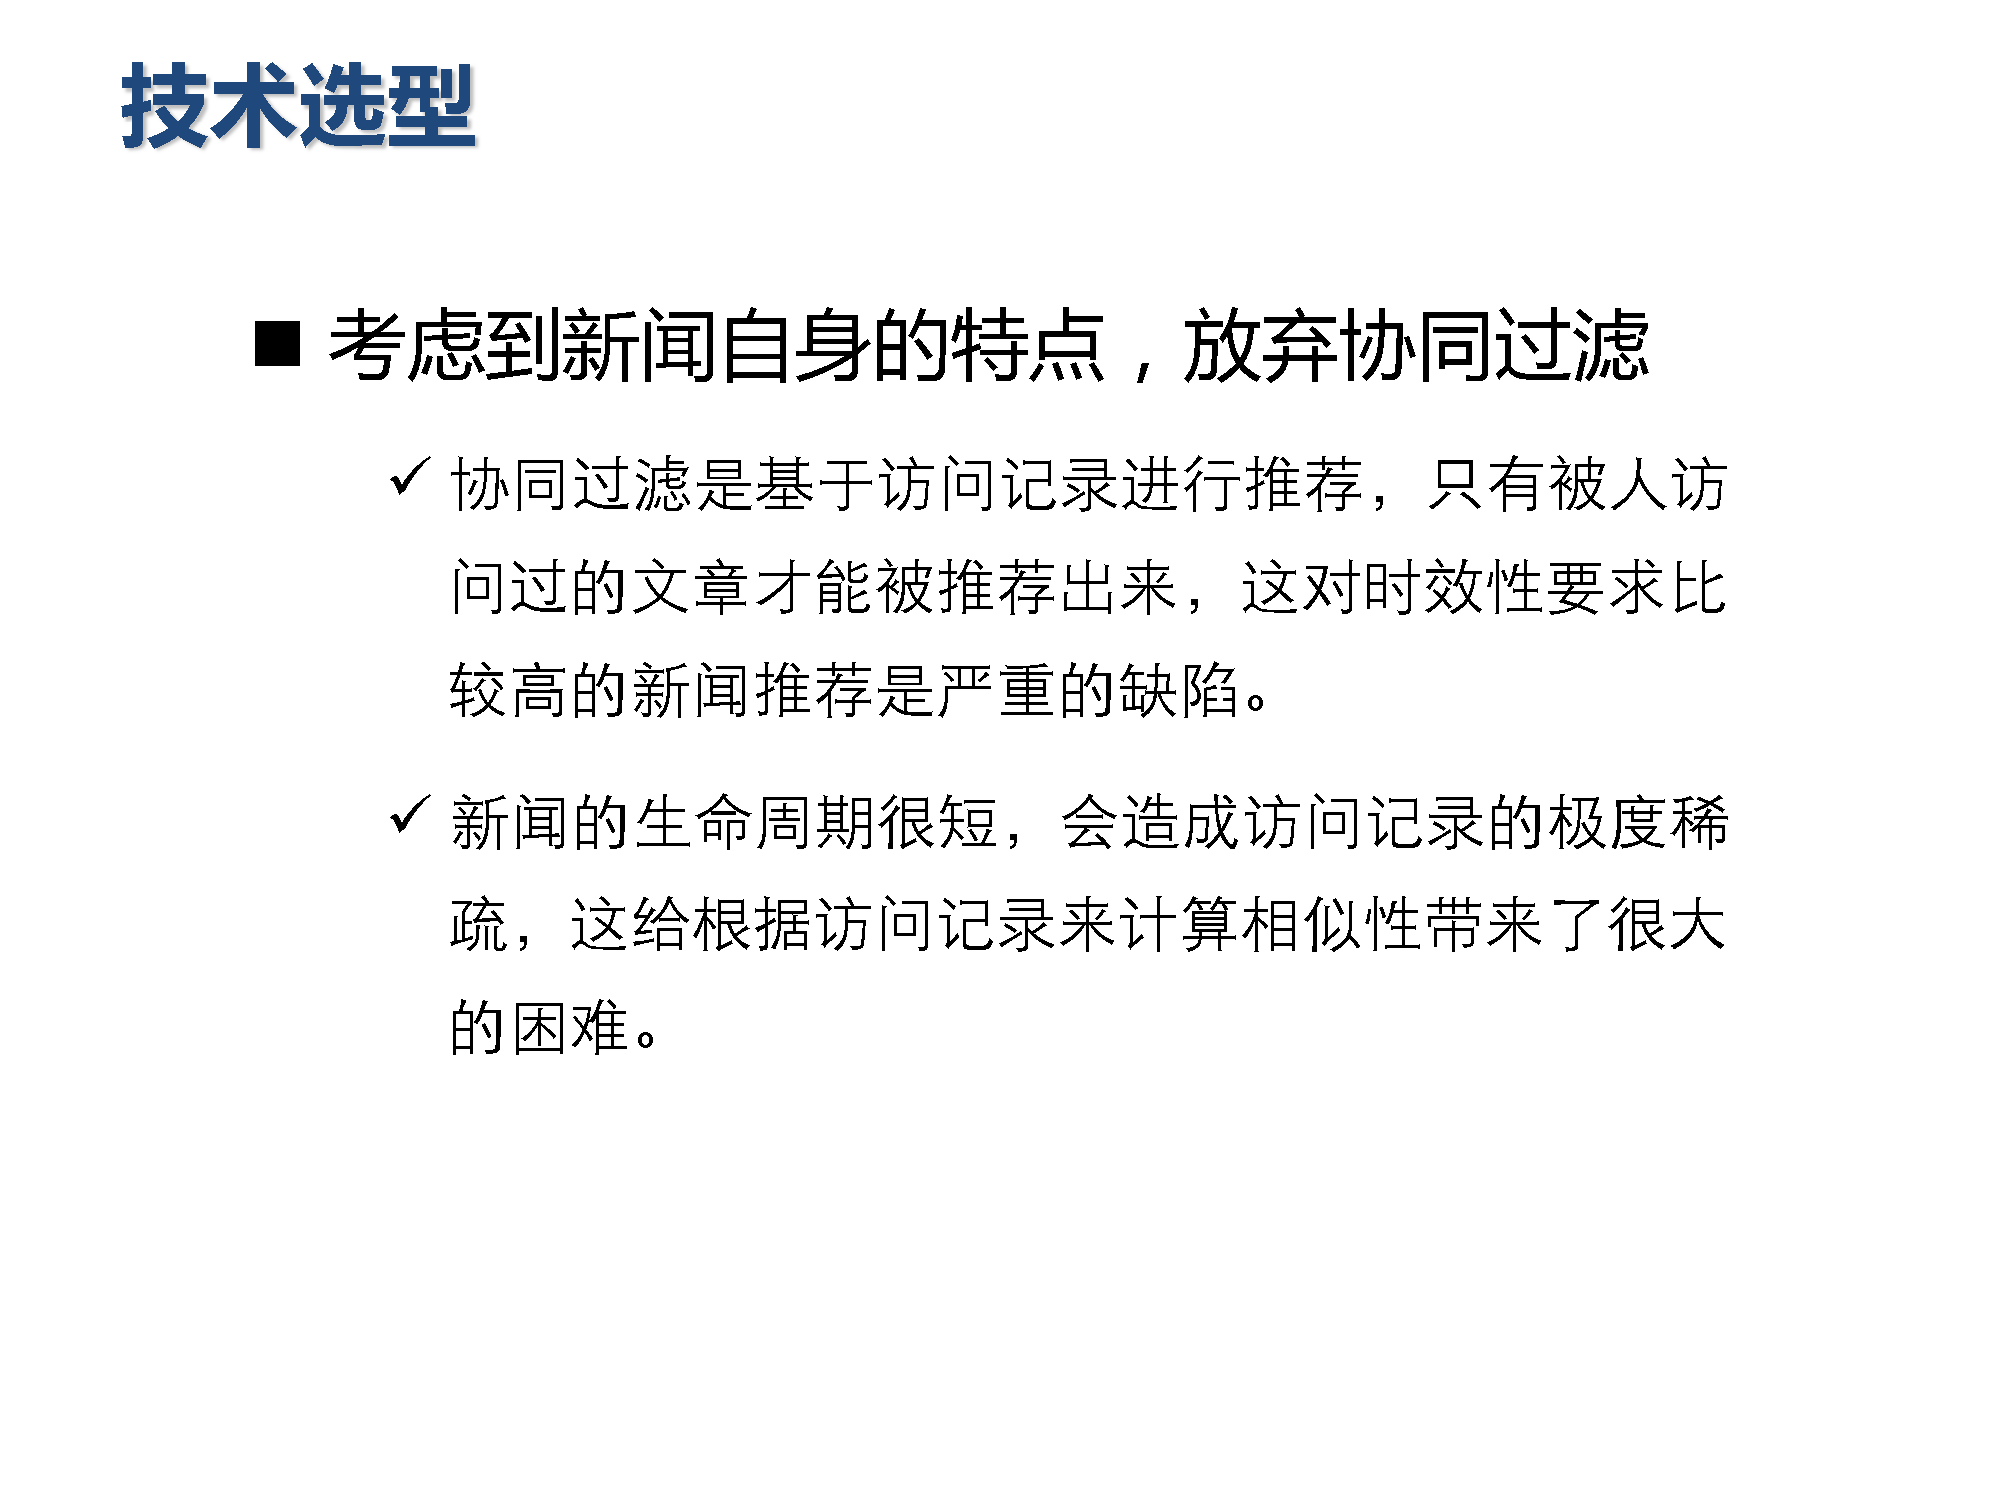 技术选型
■ 考虑到新闻自身的特点，放弃协同过滤
✓ 协同过滤是基于访问记录进行推荐，只有被人访
问过的文章才能被推荐出来，这对时效性要求比
较高的新闻推荐是严重的缺陷。
✓ 新闻的生命周期很短，会造成访问记录的极度稀
疏，这给根据访问记录来计算相似性带来了很大
的困难。